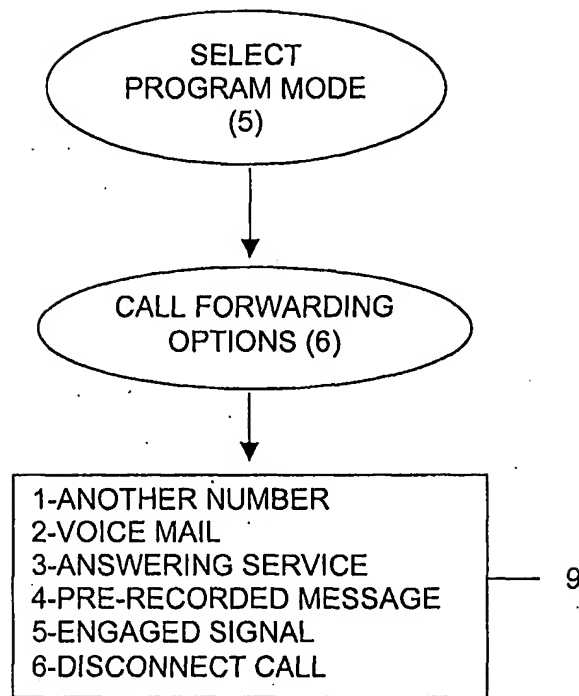 SELECT
PROGRAM MODE
(5)
CALL FORWARDING
OPTIONS (6)
1-ANOTHER NUMBER
2-VOICE MAIL
3-ANSWERING SERVICE
4-PRE-RECORDED MESSAGE
5-ENGAGED SIGNAL
6-DISCONNECT CALL
9